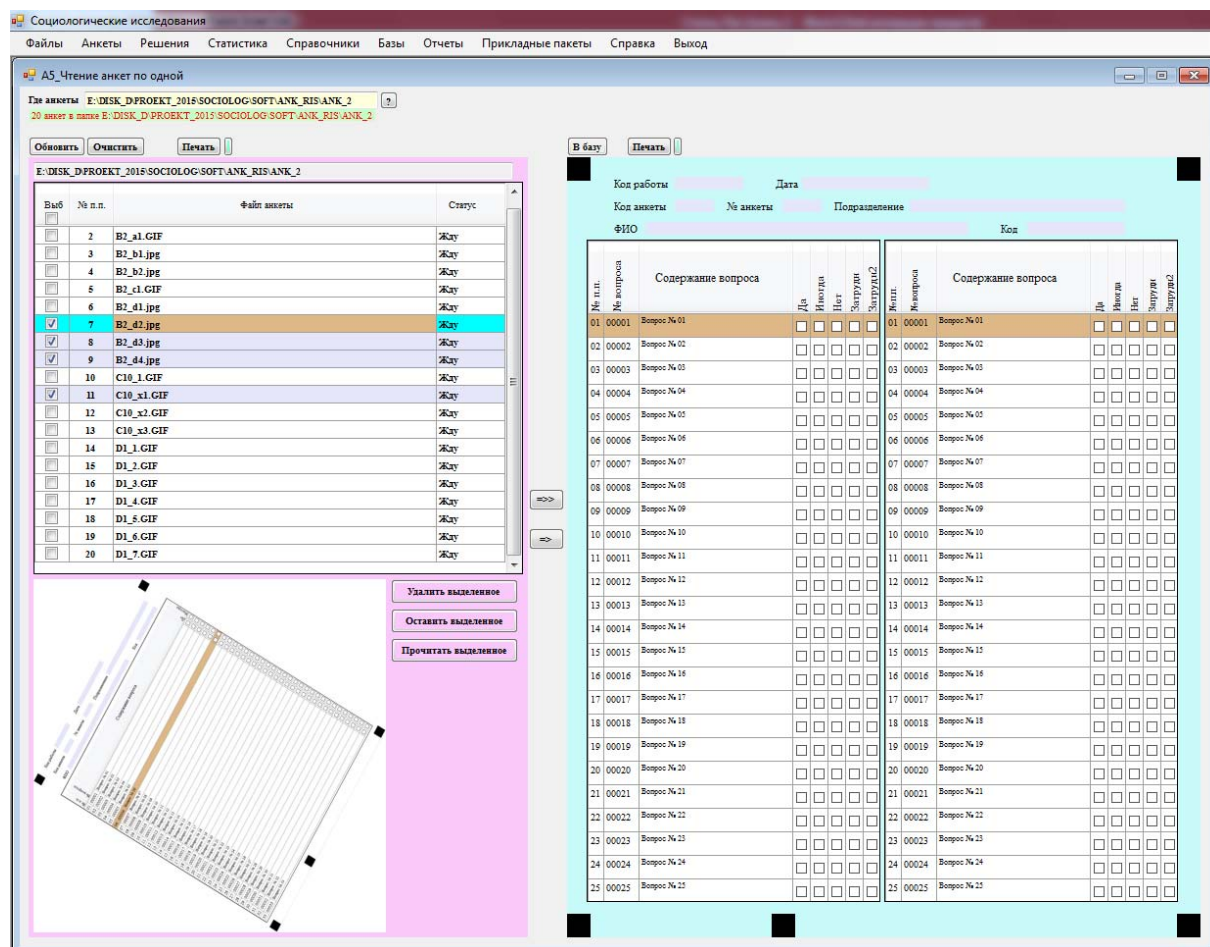 Социологические исследования
Файлы Анкеты Решения Статистика Справочники Базы Отчеты Прикладные пакеты Справка Выход
А5_Чтение анкет по одной
Где анкеты E:\DISK_D\PROEKT_2015\SOCIOLOG\SOFT\ANK_RIS\ANK_2 ?
20 анкет в папке E:\DISK_D\PROEKT_2015\SOCIOLOG\SOFT\ANK_RIS\ANK_2
Обновить Очистить Печать
E:\DISK_D\PROEKT_2015\SOCIOLOG\SOFT\ANK_RIS\ANK_2
Выб № п.п. Файл анкеты Статус
2 B2_a1.GIF Жду
3 B2_b1.jpg Жду
4 B2_b2.jpg Жду
5 B2_c1.GIF Жду
6 B2_d1.jpg Жду
7 B2_d2.jpg Жду
8 B2_d3.jpg Жду
9 B2_d4.jpg Жду
10 C10_1.GIF Жду
11 C10_x1.GIF Жду
12 C10_x2.GIF Жду
13 C10_x3.GIF Жду
14 D1_1.GIF Жду
15 D1_2.GIF Жду
16 D1_3.GIF Жду
17 D1_4.GIF Жду
18 D1_5.GIF Жду
19 D1_6.GIF Жду
20 D1_7.GIF Жду
Удалить выделенное
Оставить выделенное
Прочитать выделенное
=>>
=>
В базу Печать
Код работы Дата
Код анкеты № анкеты Подразделение
ФИО Код
№ п.п. № вопроса Содержание вопроса Да Иногда Нет Затрудн Затрудн2 №пп. №вопроса Содержание вопроса Да Иногда Нет Затрудн Затрудн2
01 00001 Вопрос № 01 01 00001 Вопрос № 01
02 00002 Вопрос № 02 02 00002 Вопрос № 02
03 00003 Вопрос № 03 03 00003 Вопрос № 03
04 00004 Вопрос № 04 04 00004 Вопрос № 04
05 00005 Вопрос № 05 05 00005 Вопрос № 05
06 00006 Вопрос № 06 06 00006 Вопрос № 06
07 00007 Вопрос № 07 07 00007 Вопрос № 07
08 00008 Вопрос № 08 08 00008 Вопрос № 08
09 00009 Вопрос № 09 09 00009 Вопрос № 09
10 00010 Вопрос № 10 10 00010 Вопрос № 10
11 00011 Вопрос № 11 11 00011 Вопрос № 11
12 00012 Вопрос № 12 12 00012 Вопрос № 12
13 00013 Вопрос № 13 13 00013 Вопрос № 13
14 00014 Вопрос № 14 14 00014 Вопрос № 14
15 00015 Вопрос № 15 15 00015 Вопрос № 15
16 00016 Вопрос № 16 16 00016 Вопрос № 16
17 00017 Вопрос № 17 17 00017 Вопрос № 17
18 00018 Вопрос № 18 18 00018 Вопрос № 18
19 00019 Вопрос № 19 19 00019 Вопрос № 19
20 00020 Вопрос № 20 20 00020 Вопрос № 20
21 00021 Вопрос № 21 21 00021 Вопрос № 21
22 00022 Вопрос № 22 22 00022 Вопрос № 22
23 00023 Вопрос № 23 23 00023 Вопрос № 23
24 00024 Вопрос № 24 24 00024 Вопрос № 24
25 00025 Вопрос № 25 25 00025 Вопрос № 25